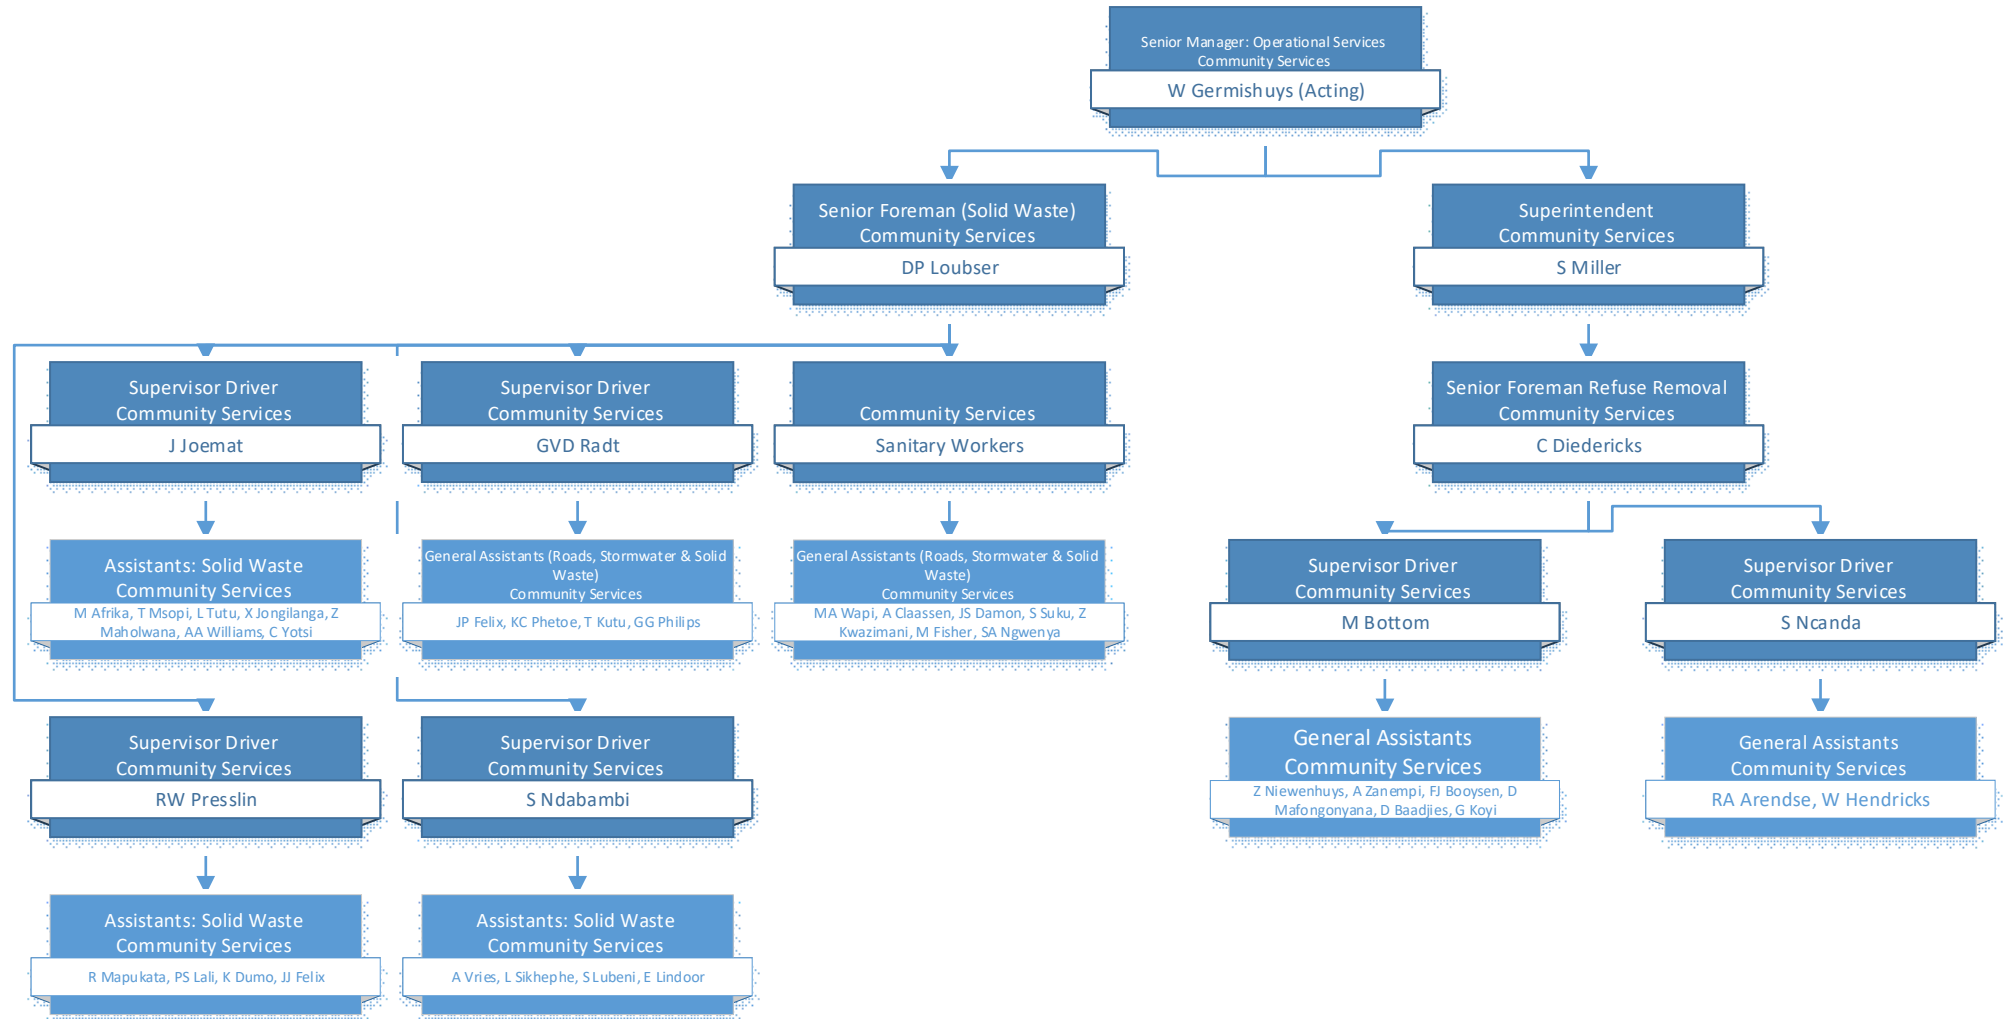 Senior Manager: Operational Services
Community Services
W Germishuys (Acting)
Senior Foreman (Solid Waste)
Community Services
DP Loubser
Superintendent
Community Services
S Miller
Supervisor Driver
Community Services
J Joemat
Supervisor Driver
Community Services
GVD Radt
Community Services
Sanitary Workers
Senior Foreman Refuse Removal
Community Services
C Diedericks
Assistants: Solid Waste
Community Services
M Afrika, T Msopi, L Tutu, X Jongilanga, Z
Maholwana, AA Williams, C Yotsi
General Assistants (Roads, Stormwater & Solid
Waste)
Community Services
JP Felix, KC Phetoe, T Kutu, GG Philips
General Assistants (Roads, Stormwater & Solid
Waste)
Community Services
MA Wapi, A Claassen, JS Damon, S Suku, Z
Kwazimani, M Fisher, SA Ngwenya
Supervisor Driver
Community Services
M Bottom
Supervisor Driver
Community Services
S Ncanda
Supervisor Driver
Community Services
RW Presslin
Supervisor Driver
Community Services
S Ndabambi
General Assistants
Community Services
Z Niewenhuys, A Zanempi, FJ Booysen, D
Mafongonyana, D Baadjies, G Koyi
General Assistants
Community Services
RA Arendse, W Hendricks
Assistants: Solid Waste
Community Services
R Mapukata, PS Lali, K Dumo, JJ Felix
Assistants: Solid Waste
Community Services
A Vries, L Sikhephe, S Lubeni, E Lindoor